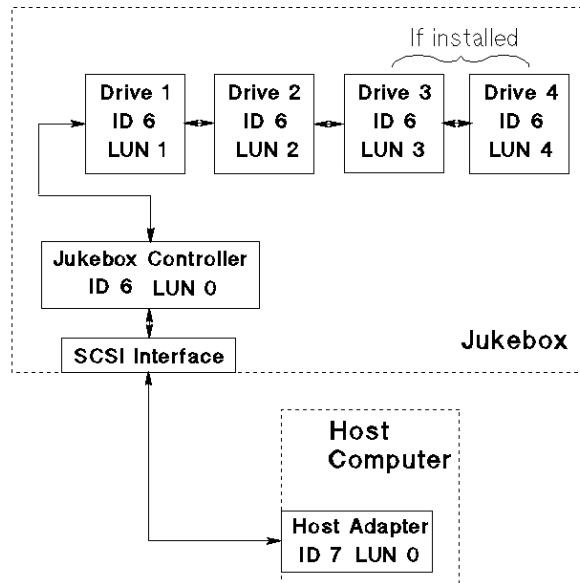 If installed
Drive 1
ID 6
LUN 1
Drive 2
ID 6
LUN 2
Drive 3
ID 6
LUN 3
Drive 4
ID 6
LUN 4
Jukebox Controller
ID 6 LUN 0
SCSI Interface
Jukebox
Host
Computer
Host Adapter
ID 7 LUN 0